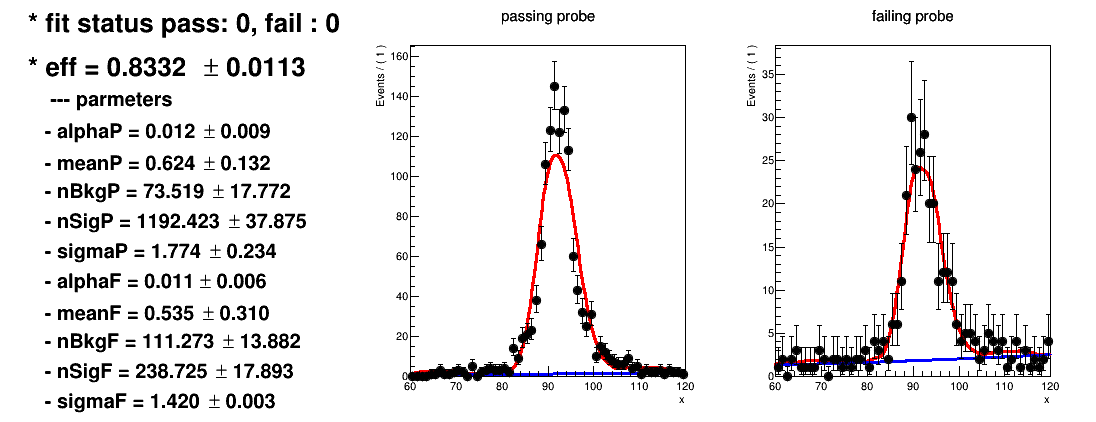 * fit status pass: 0, fail : 0
* eff = 0.8332 ± 0.0113
--- parmeters
- alphaP = 0.012 ± 0.009
- meanP = 0.624 ± 0.132
- nBkgP = 73.519 ± 17.772
- nSigP = 1192.423 ± 37.875
- sigmaP = 1.774 ± 0.234
- alphaF = 0.011 ± 0.006
- meanF = 0.535 ± 0.310
- nBkgF = 111.273 ± 13.882
- nSigF = 238.725 ± 17.893
- sigmaF = 1.420 ± 0.003
passing probe
Events / ( 1 )
160
140
120
100
80
60
40
20
0
60 70 80 90 100 110 120
x
failing probe
Events / ( 1 )
35
30
25
20
15
10
5
0
60 70 80 90 100 110 120
x